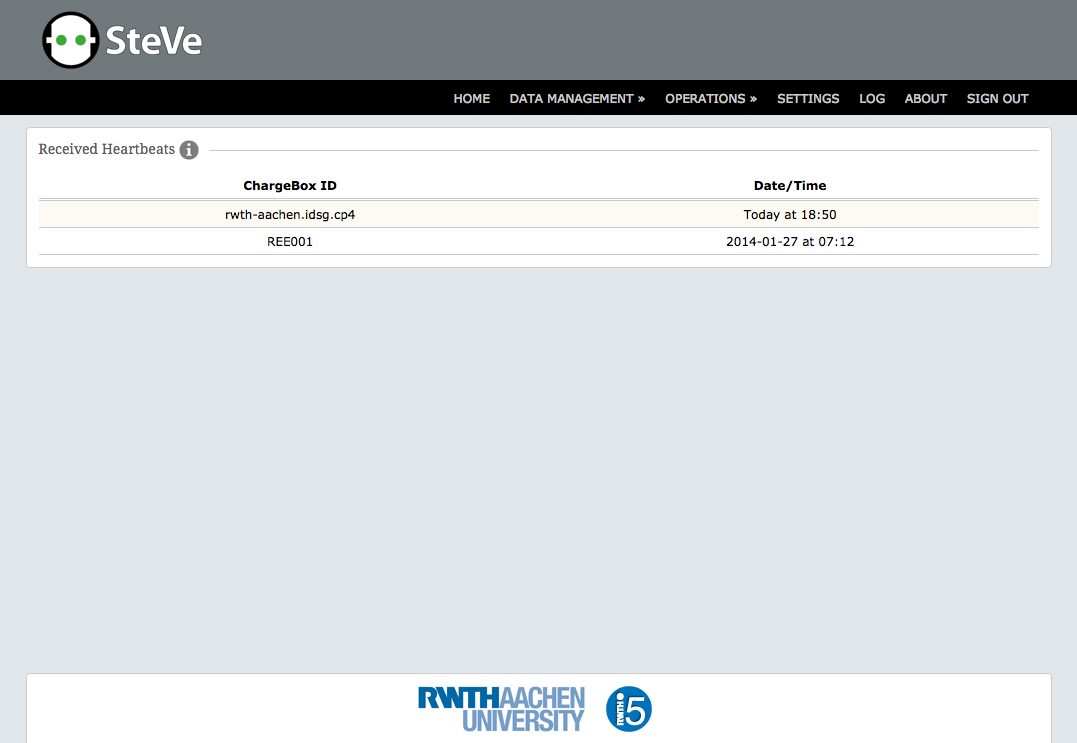 SteVe
HOME DATA MANAGEMENT » OPERATIONS » SETTINGS LOG ABOUT SIGN OUT
Received Heartbeats i
ChargeBox ID Date/Time
rwth-aachen.idsg.cp4 Today at 18:50
REE001 2014-01-27 at 07:12
RWTHAACHEN
UNIVERSITY
RWTH i5